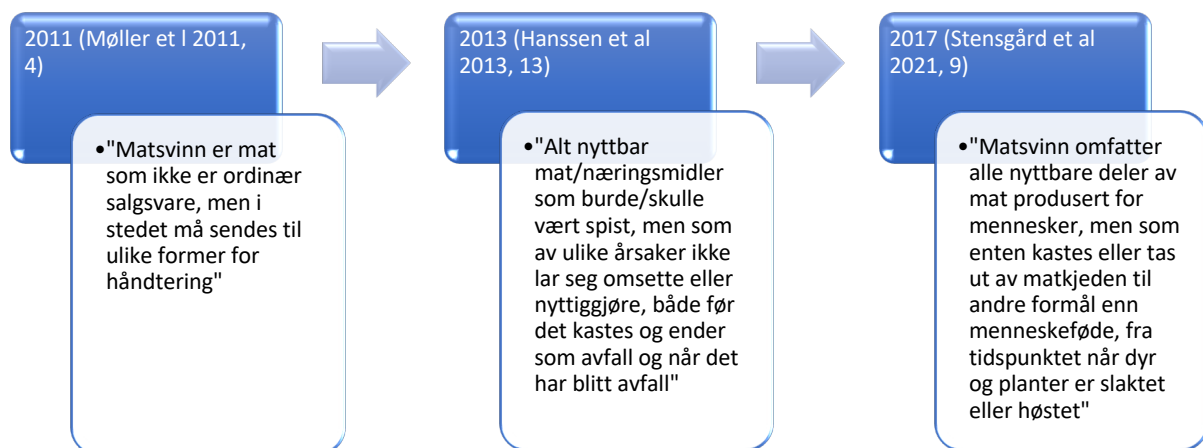 2011 (Møller et l 2011,
4)
•"Matsvinn er mat
som ikke er ordinær
salgsvare, men i
stedet må sendes til
ulike former for
håndtering"
2013 (Hanssen et al
2013, 13)
•"Alt nyttbar
mat/næringsmidler
som burde/skulle
vært spist, men som
av ulike årsaker ikke
lar seg omsette eller
nyttiggjøre, både før
det kastes og ender
som avfall og når det
har blitt avfall"
2017 (Stensgård et al
2021, 9)
•"Matsvinn omfatter
alle nyttbare deler av
mat produsert for
mennesker, men som
enten kastes eller tas
ut av matkjeden til
andre formål enn
menneskeføde, fra
tidspunktet når dyr
og planter er slaktet
eller høstet"